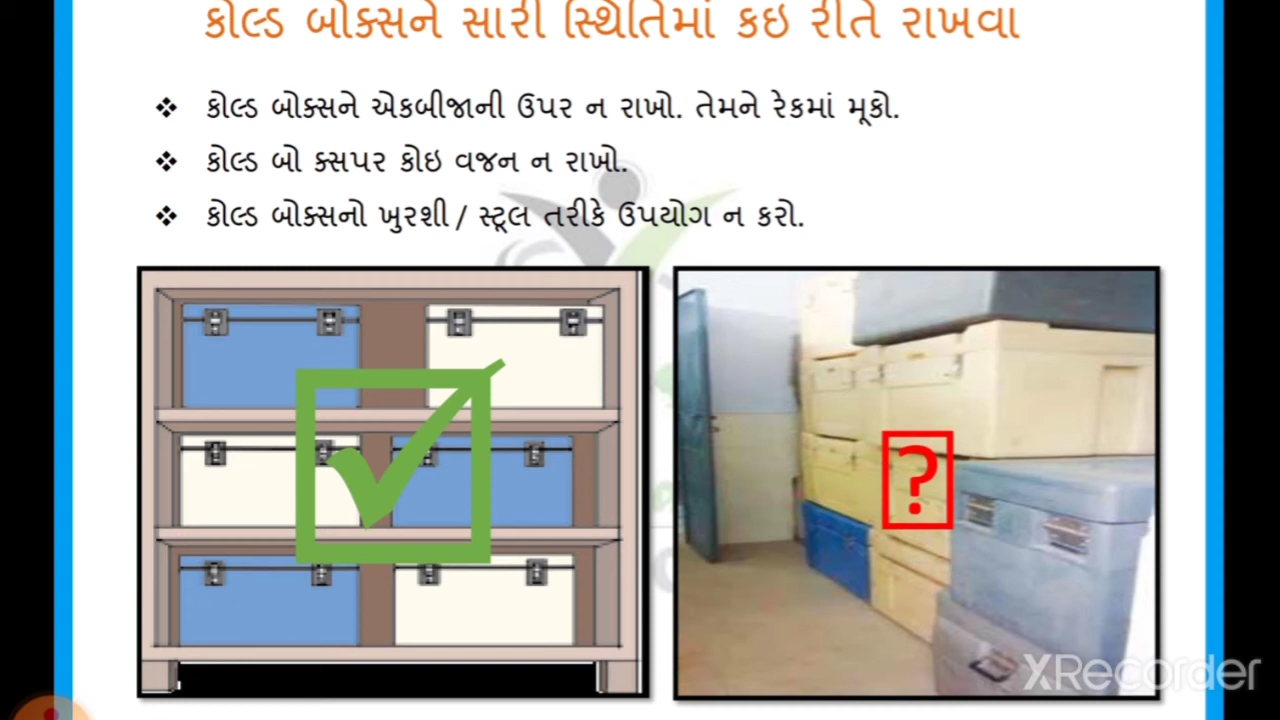 કોલ્ડ બોક્સને સારી સ્થિતિમાં કઇ રીતે રાખવા
❖ કોલ્ડ બોક્સને એકબીજાની ઉપર ન રાખો. તેમને રેકમાં મૂકો.
❖ કોલ્ડ બો ક્સપર કોઇ વજન ન રાખો.
❖ કોલ્ડ બોક્સનો ખુરશી / સ્ટૂલ તરીકે ઉપયોગ ન કરો.
?
XRecorder